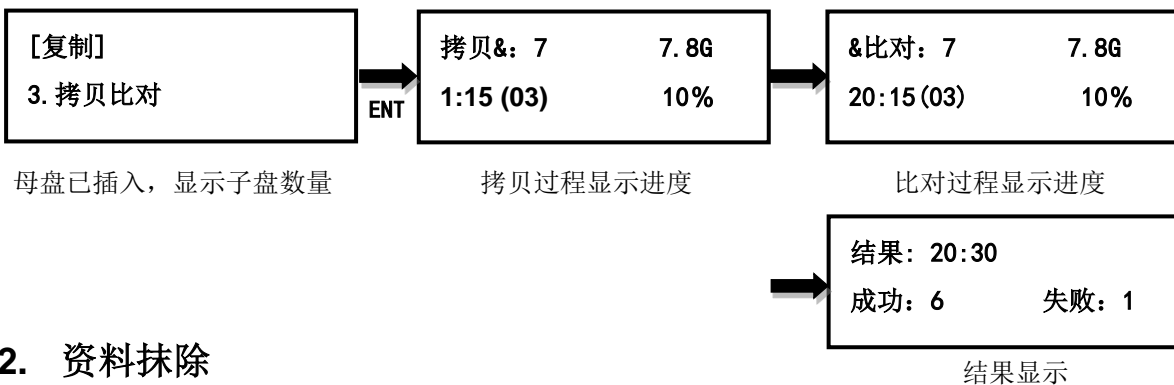 [复制]
3.拷贝比对
ENT
拷贝&: 7 7.8G
1:15 (03) 10%
&比对: 7 7.8G
20:15(03) 10%
母盘已插入，显示子盘数量
拷贝过程显示进度
比对过程显示进度
结果: 20:30
成功: 6 失败: 1
结果显示
2. 资料抹除